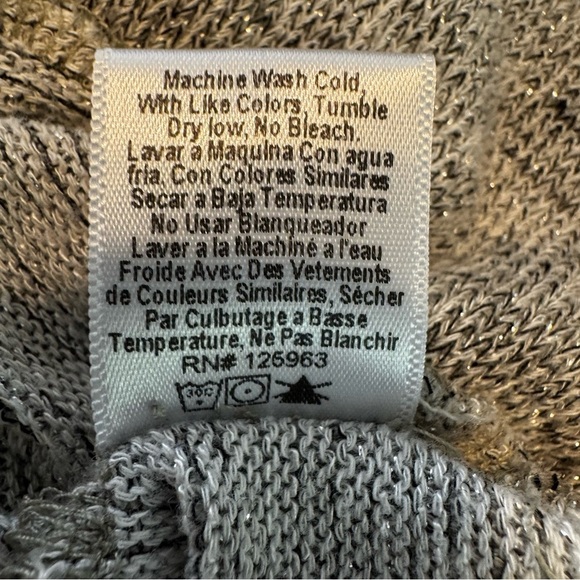 Machine Wash Cold,
With Like Colors, Tumble
Dry low, No Bleach,
Lavar a Maquina Con agua
fria, Con Colores Similares
Secar a Baja Temperatura
No Usar Blanqueador
Laver a la Machine a l'eau
Froide Avec Des Vetements
de Couleurs Similaires, Sécher
Par Culbutage a Basse
Temperature, Ne Pas Blanchir
RN# 125963
30C